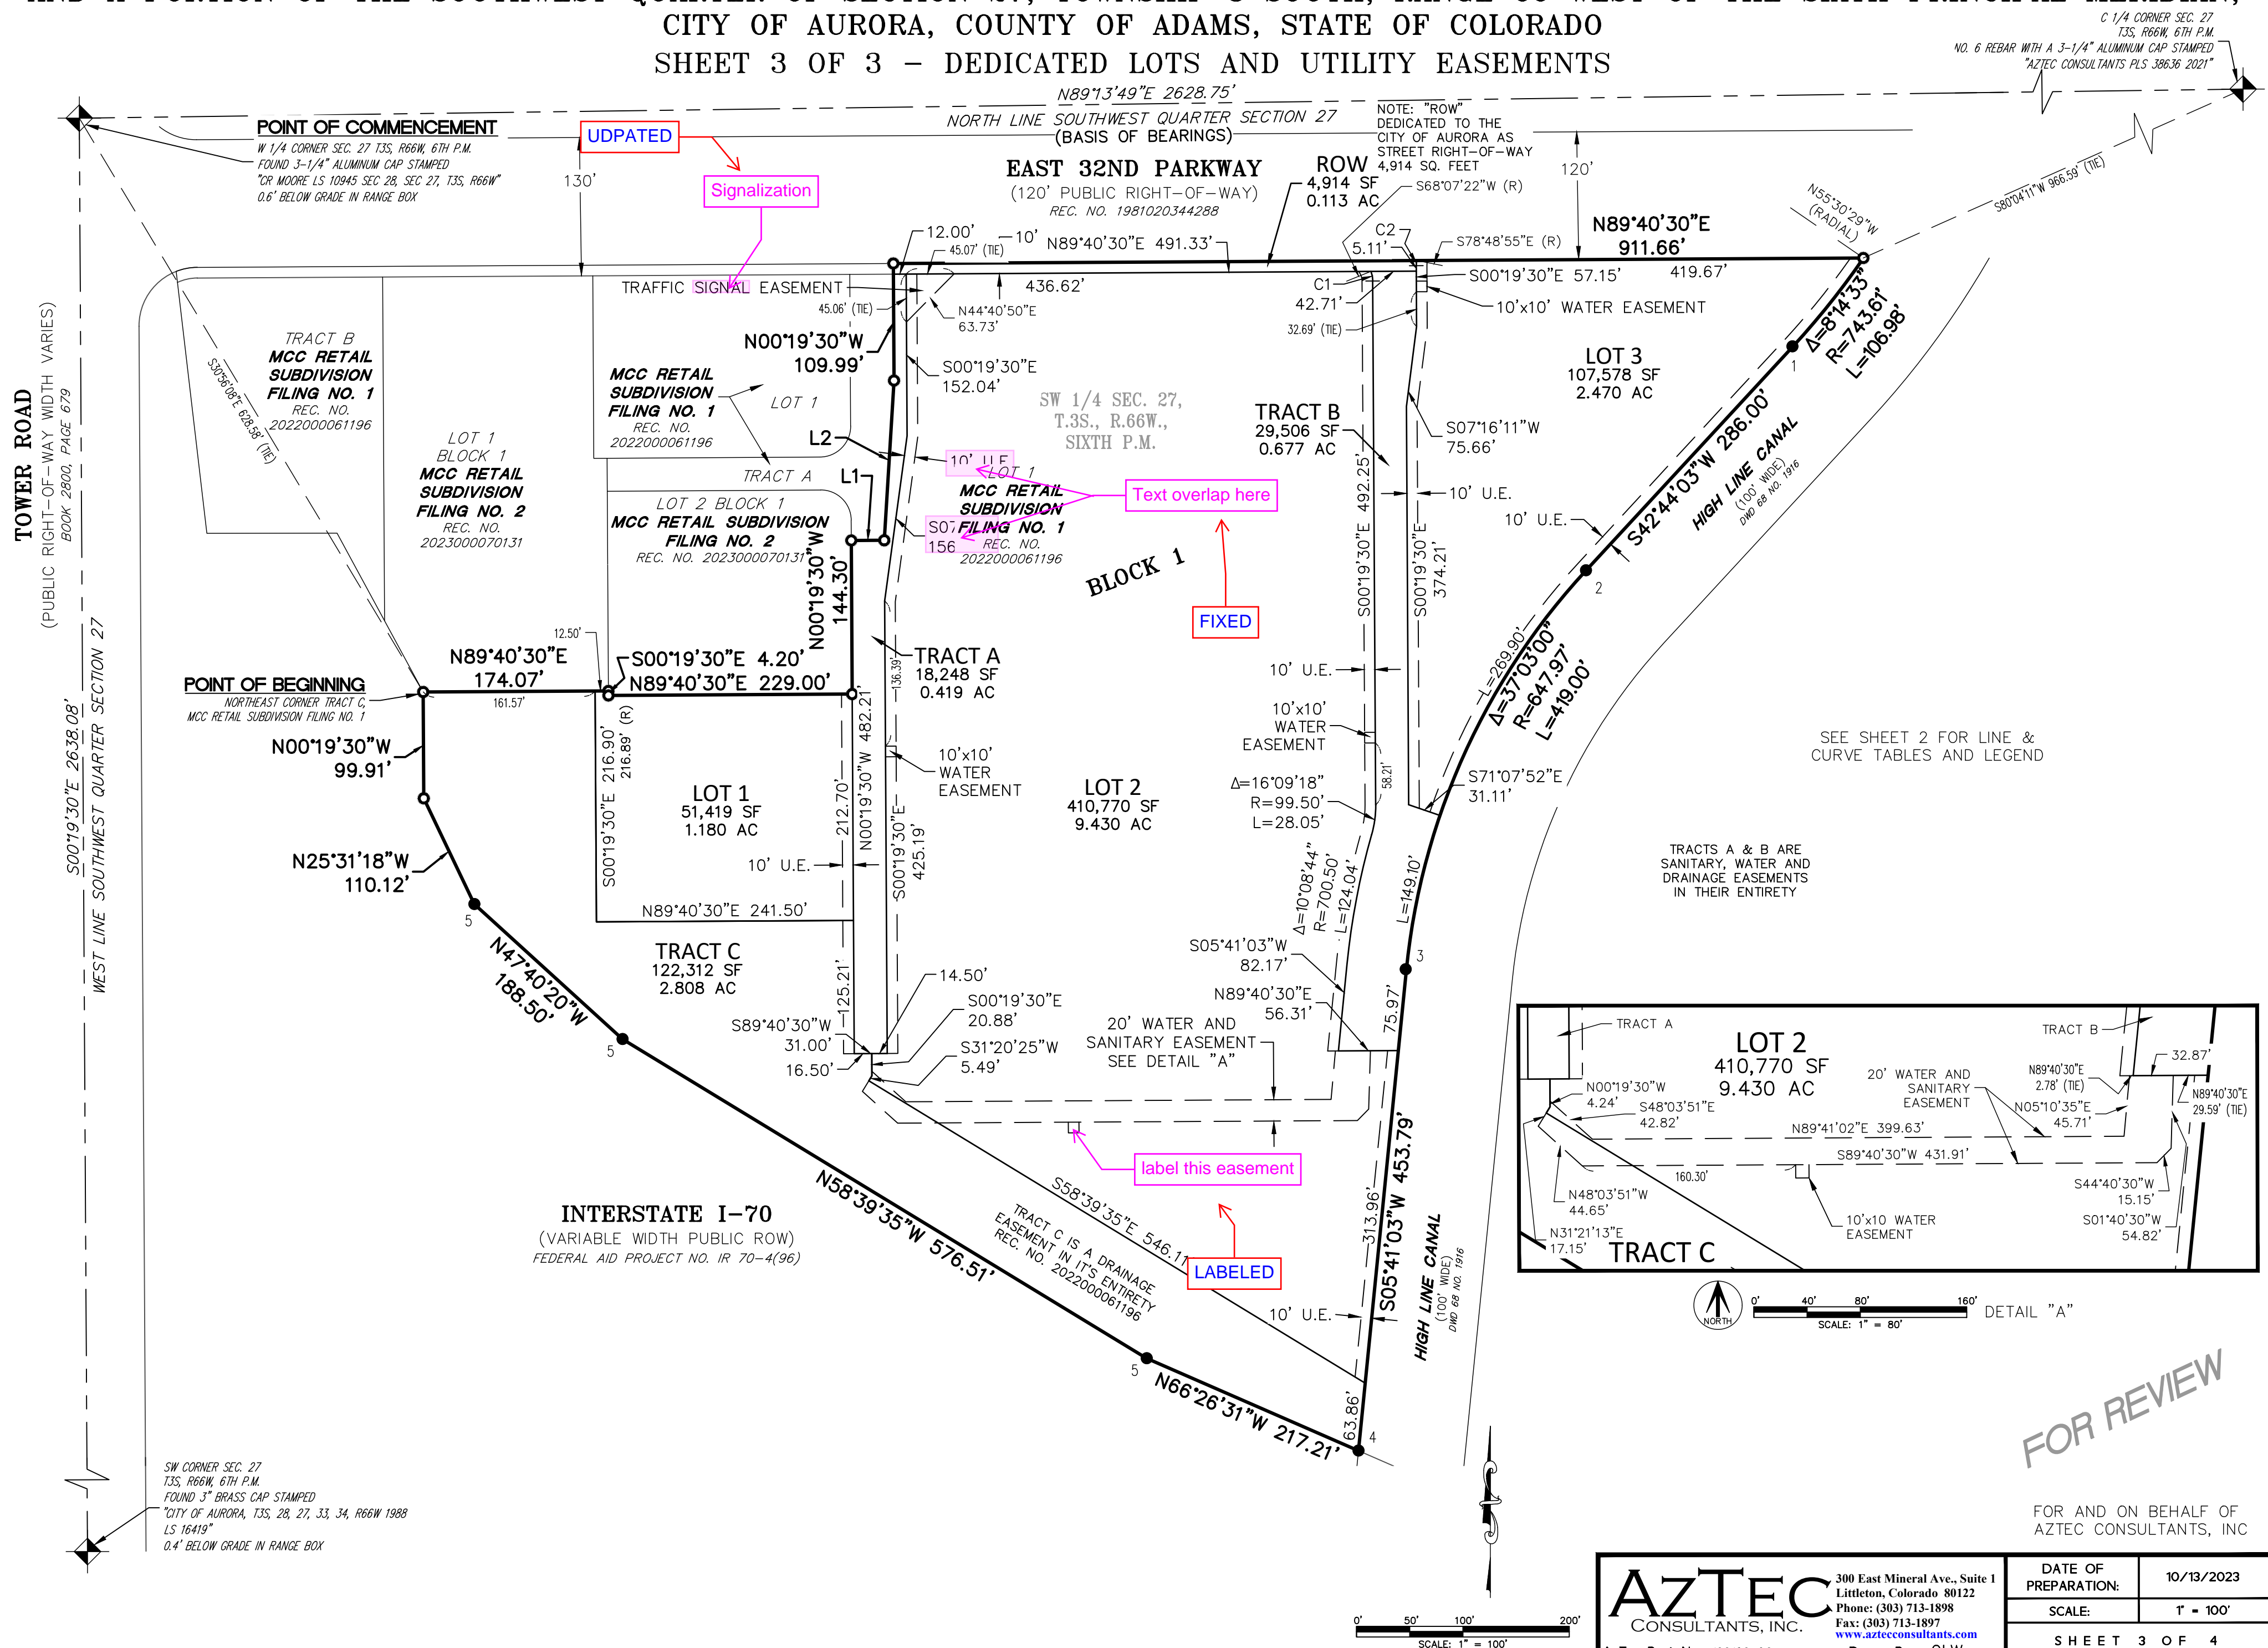 CITY OF AURORA, COUNTY OF ADAMS, STATE OF COLORADO
SHEET 3 OF 3 – DEDICATED LOTS AND UTILITY EASEMENTS
C 1/4 CORNER SEC. 27
T3S, R66W, 6TH P.M.
NO. 6 REBAR WITH A 3-1/4" ALUMINUM CAP STAMPED
"AZTEC CONSULTANTS PLS 38636 2021"
N89°13'49"E 2628.75'
NORTH LINE SOUTHWEST QUARTER SECTION 27
(BASIS OF BEARINGS)
POINT OF COMMENCEMENT
W 1/4 CORNER SEC. 27 T3S, R66W, 6TH P.M.
FOUND 3-1/4" ALUMINUM CAP STAMPED
"CR MOORE LS 10945 SEC 28, SEC 27, T3S, R66W"
0.6' BELOW GRADE IN RANGE BOX
UDPATED
Signalization
130'
EAST 32ND PARKWAY
(120' PUBLIC RIGHT-OF-WAY)
REC. NO. 1981020344288
NOTE: "ROW"
DEDICATED TO THE
CITY OF AURORA AS
STREET RIGHT-OF-WAY
4,914 SQ. FEET
ROW
4,914 SF
0.113 AC
120'
S68°07'22"W (R)
S80°04'11"W 966.59' (TIE)
N55°30'29"W
(RADIAL)
12.00'
45.07' (TIE)
10'
N89°40'30"E 491.33'
C2
5.11'
S78°48'55"E (R)
N89°40'30"E
911.66'
S00°19'30"E 57.15'
419.67'
TRAFFIC SIGNAL EASEMENT
45.06' (TIE)
N44°40'50"E
63.73'
436.62'
C1
42.71'
32.69' (TIE)
10'x10' WATER EASEMENT
Δ=8°14'33"
R=743.61'
L=106.98'
1
TOWER ROAD
(PUBLIC RIGHT-OF-WAY WIDTH VARIES)
BOOK 2800, PAGE 679
S30°56'08"E 628.58' (TIE)
TRACT B
MCC RETAIL
SUBDIVISION
FILING NO. 1
REC. NO.
2022000061196
MCC RETAIL
SUBDIVISION
FILING NO. 1
REC. NO.
2022000061196
LOT 1
N00°19'30"W
109.99'
S00°19'30"E
152.04'
SW 1/4 SEC. 27,
T.3S., R.66W.,
SIXTH P.M.
LOT 3
107,578 SF
2.470 AC
TRACT B
29,506 SF
0.677 AC
S07°16'11"W
75.66'
S42°44'03"W 286.00'
HIGH LINE CANAL
(100' WIDE)
DWD 68 NO. 1916
LOT 1
BLOCK 1
MCC RETAIL
SUBDIVISION
FILING NO. 2
REC. NO.
2023000070131
L2
L1
TRACT A
10' U.E.
LOT 1
MCC RETAIL
SUBDIVISION
FILING NO. 1
REC. NO.
2022000061196
S07
156
Text overlap here
FIXED
LOT 2 BLOCK 1
MCC RETAIL SUBDIVISION
FILING NO. 2
REC. NO. 2023000070131
S00°19'30"E 492.25'
10' U.E.
10' U.E.
2
S00°19'30"E
374.21'
BLOCK 1
N00°19'30"W
144.30'
12.50'
N89°40'30"E
174.07'
S00°19'30"E 4.20'
N89°40'30"E 229.00'
161.57'
POINT OF BEGINNING
NORTHEAST CORNER TRACT C,
MCC RETAIL SUBDIVISION FILING NO. 1
TRACT A
18,248 SF
0.419 AC
136.39'
10' U.E.
L=269.90'
Δ=37°03'00"
R=647.97'
L=419.00'
S00°19'30"E 2638.08'
WEST LINE SOUTHWEST QUARTER SECTION 27
N00°19'30"W
99.91'
S00°19'30"E 216.90'
216.89' (R)
LOT 1
51,419 SF
1.180 AC
212.70'
N00°19'30"W 482.21'
S00°19'30"E
425.19'
10'x10'
WATER
EASEMENT
LOT 2
410,770 SF
9.430 AC
10'x10'
WATER
EASEMENT
58.21'
Δ=16°09'18"
R=99.50'
L=28.05'
S71°07'52"E
31.11'
SEE SHEET 2 FOR LINE &
CURVE TABLES AND LEGEND
N25°31'18"W
110.12'
10' U.E.
N89°40'30"E 241.50'
Δ=10°08'44"
R=700.50'
L=124.04'
L=149.10'
TRACTS A & B ARE
SANITARY, WATER AND
DRAINAGE EASEMENTS
IN THEIR ENTIRETY
5
N47°40'20"W
188.50'
TRACT C
122,312 SF
2.808 AC
125.21'
S89°40'30"W
31.00'
16.50'
14.50'
S00°19'30"E
20.88'
S31°20'25"W
5.49'
S05°41'03"W
82.17'
N89°40'30"E
56.31'
75.97'
3
20' WATER AND
SANITARY EASEMENT
SEE DETAIL "A"
5
label this easement
LABELED
N58°39'35"W 576.51'
S58°39'35"E 546.11'
TRACT C IS A DRAINAGE
EASEMENT IN IT'S ENTIRETY
REC. NO. 2022000061196
INTERSTATE I-70
(VARIABLE WIDTH PUBLIC ROW)
FEDERAL AID PROJECT NO. IR 70-4(96)
313.96'
S05°41'03"W 453.79'
10' U.E.
HIGH LINE CANAL
(100' WIDE)
DWD 68 NO. 1916
5
N66°26'31"W 217.21'
63.86'
4
TRACT A
LOT 2
410,770 SF
9.430 AC
TRACT B
32.87'
N00°19'30"W
4.24'
S48°03'51"E
42.82'
20' WATER AND
SANITARY
EASEMENT
N89°40'30"E
2.78' (TIE)
N89°40'30"E
29.59' (TIE)
N05°10'35"E
45.71'
N89°41'02"E 399.63'
S89°40'30"W 431.91'
160.30'
N48°03'51"W
44.65'
N31°21'13"E
17.15'
TRACT C
10'x10 WATER
EASEMENT
S44°40'30"W
15.15'
S01°40'30"W
54.82'
NORTH
0' 40' 80' 160'
SCALE: 1" = 80'
DETAIL "A"
FOR REVIEW
SW CORNER SEC. 27
T3S, R66W, 6TH P.M.
FOUND 3" BRASS CAP STAMPED
"CITY OF AURORA, T3S, 28, 27, 33, 34, R66W 1988
LS 16419"
0.4' BELOW GRADE IN RANGE BOX
FOR AND ON BEHALF OF
AZTEC CONSULTANTS, INC
0' 50' 100' 200'
SCALE: 1" = 100'
AZTEC
CONSULTANTS, INC.
300 East Mineral Ave., Suite 1
Littleton, Colorado 80122
Phone: (303) 713-1898
Fax: (303) 713-1897
www.aztecconsultants.com
DATE OF
PREPARATION:
10/13/2023
SCALE:
1" = 100'
SHEET 3 OF 4